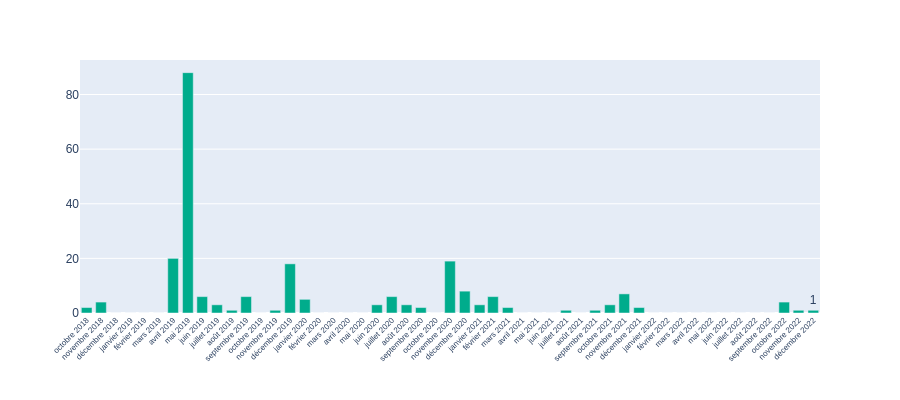 80
60
40
20
0
1
octobre 2018
novembre 2018
décembre 2018
janvier 2019
février 2019
mars 2019
avril 2019
mai 2019
juin 2019
juillet 2019
août 2019
septembre 2019
octobre 2019
novembre 2019
décembre 2019
janvier 2020
février 2020
mars 2020
avril 2020
mai 2020
juin 2020
juillet 2020
août 2020
septembre 2020
octobre 2020
novembre 2020
décembre 2020
janvier 2021
février 2021
mars 2021
avril 2021
mai 2021
juin 2021
juillet 2021
août 2021
septembre 2021
octobre 2021
novembre 2021
décembre 2021
janvier 2022
février 2022
mars 2022
avril 2022
mai 2022
juin 2022
juillet 2022
août 2022
septembre 2022
octobre 2022
novembre 2022
décembre 2022